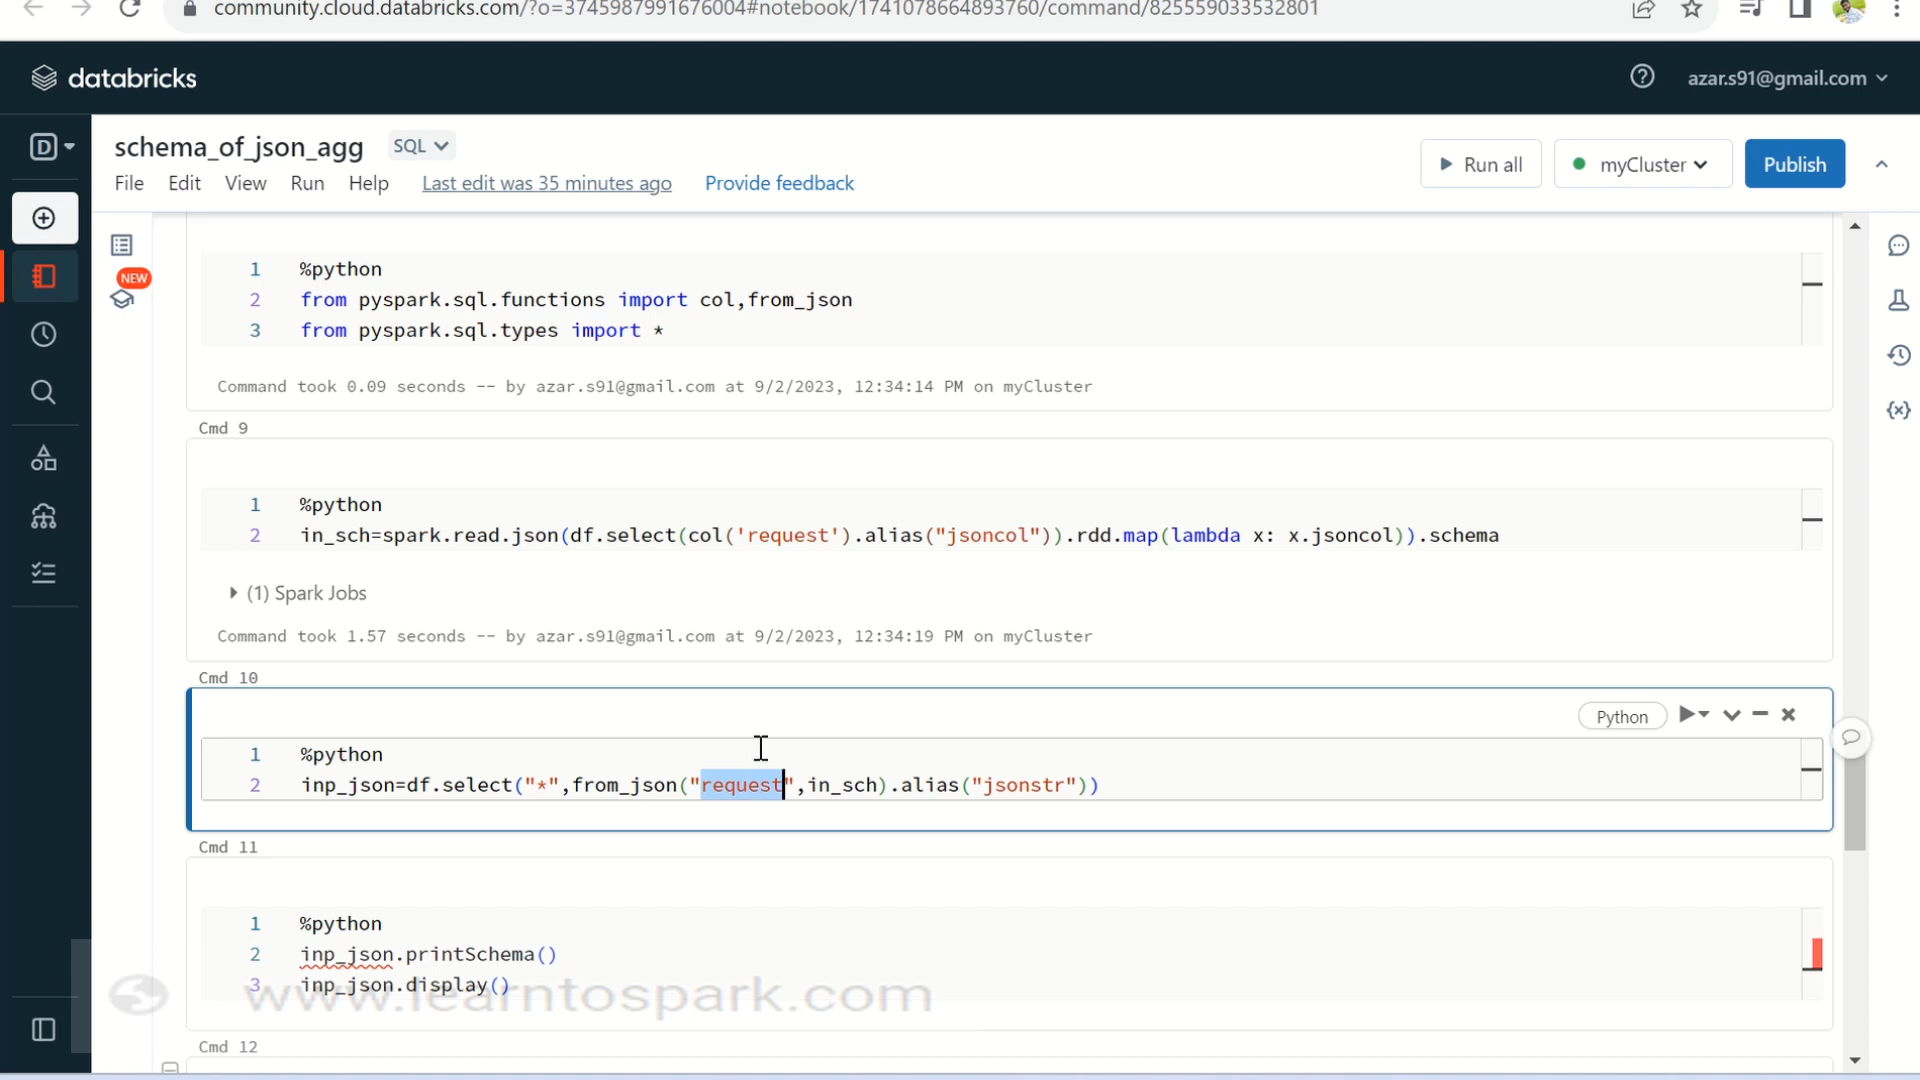 community.cloud.databricks.com/?o=3745987991676004#notebook/1741078664893760/command/825559033532801
databricks
azar.s91@gmail.com
D
schema_of_json_agg
SQL
File Edit View Run Help Last edit was 35 minutes ago Provide feedback
Run all
myCluster
Publish
NEW
1 %python
2 from pyspark.sql.functions import col,from_json
3 from pyspark.sql.types import *
Command took 0.09 seconds -- by azar.s91@gmail.com at 9/2/2023, 12:34:14 PM on myCluster
Cmd 9
1 %python
2 in_sch=spark.read.json(df.select(col('request').alias("jsoncol")).rdd.map(lambda x: x.jsoncol)).schema
(1) Spark Jobs
Command took 1.57 seconds -- by azar.s91@gmail.com at 9/2/2023, 12:34:19 PM on myCluster
Cmd 10
Python
1 %python
2 inp_json=df.select("*",from_json("request",in_sch).alias("jsonstr"))
Cmd 11
1 %python
2 inp_json.printSchema()
3 inp_json.display()
www.learntospark.com
Cmd 12